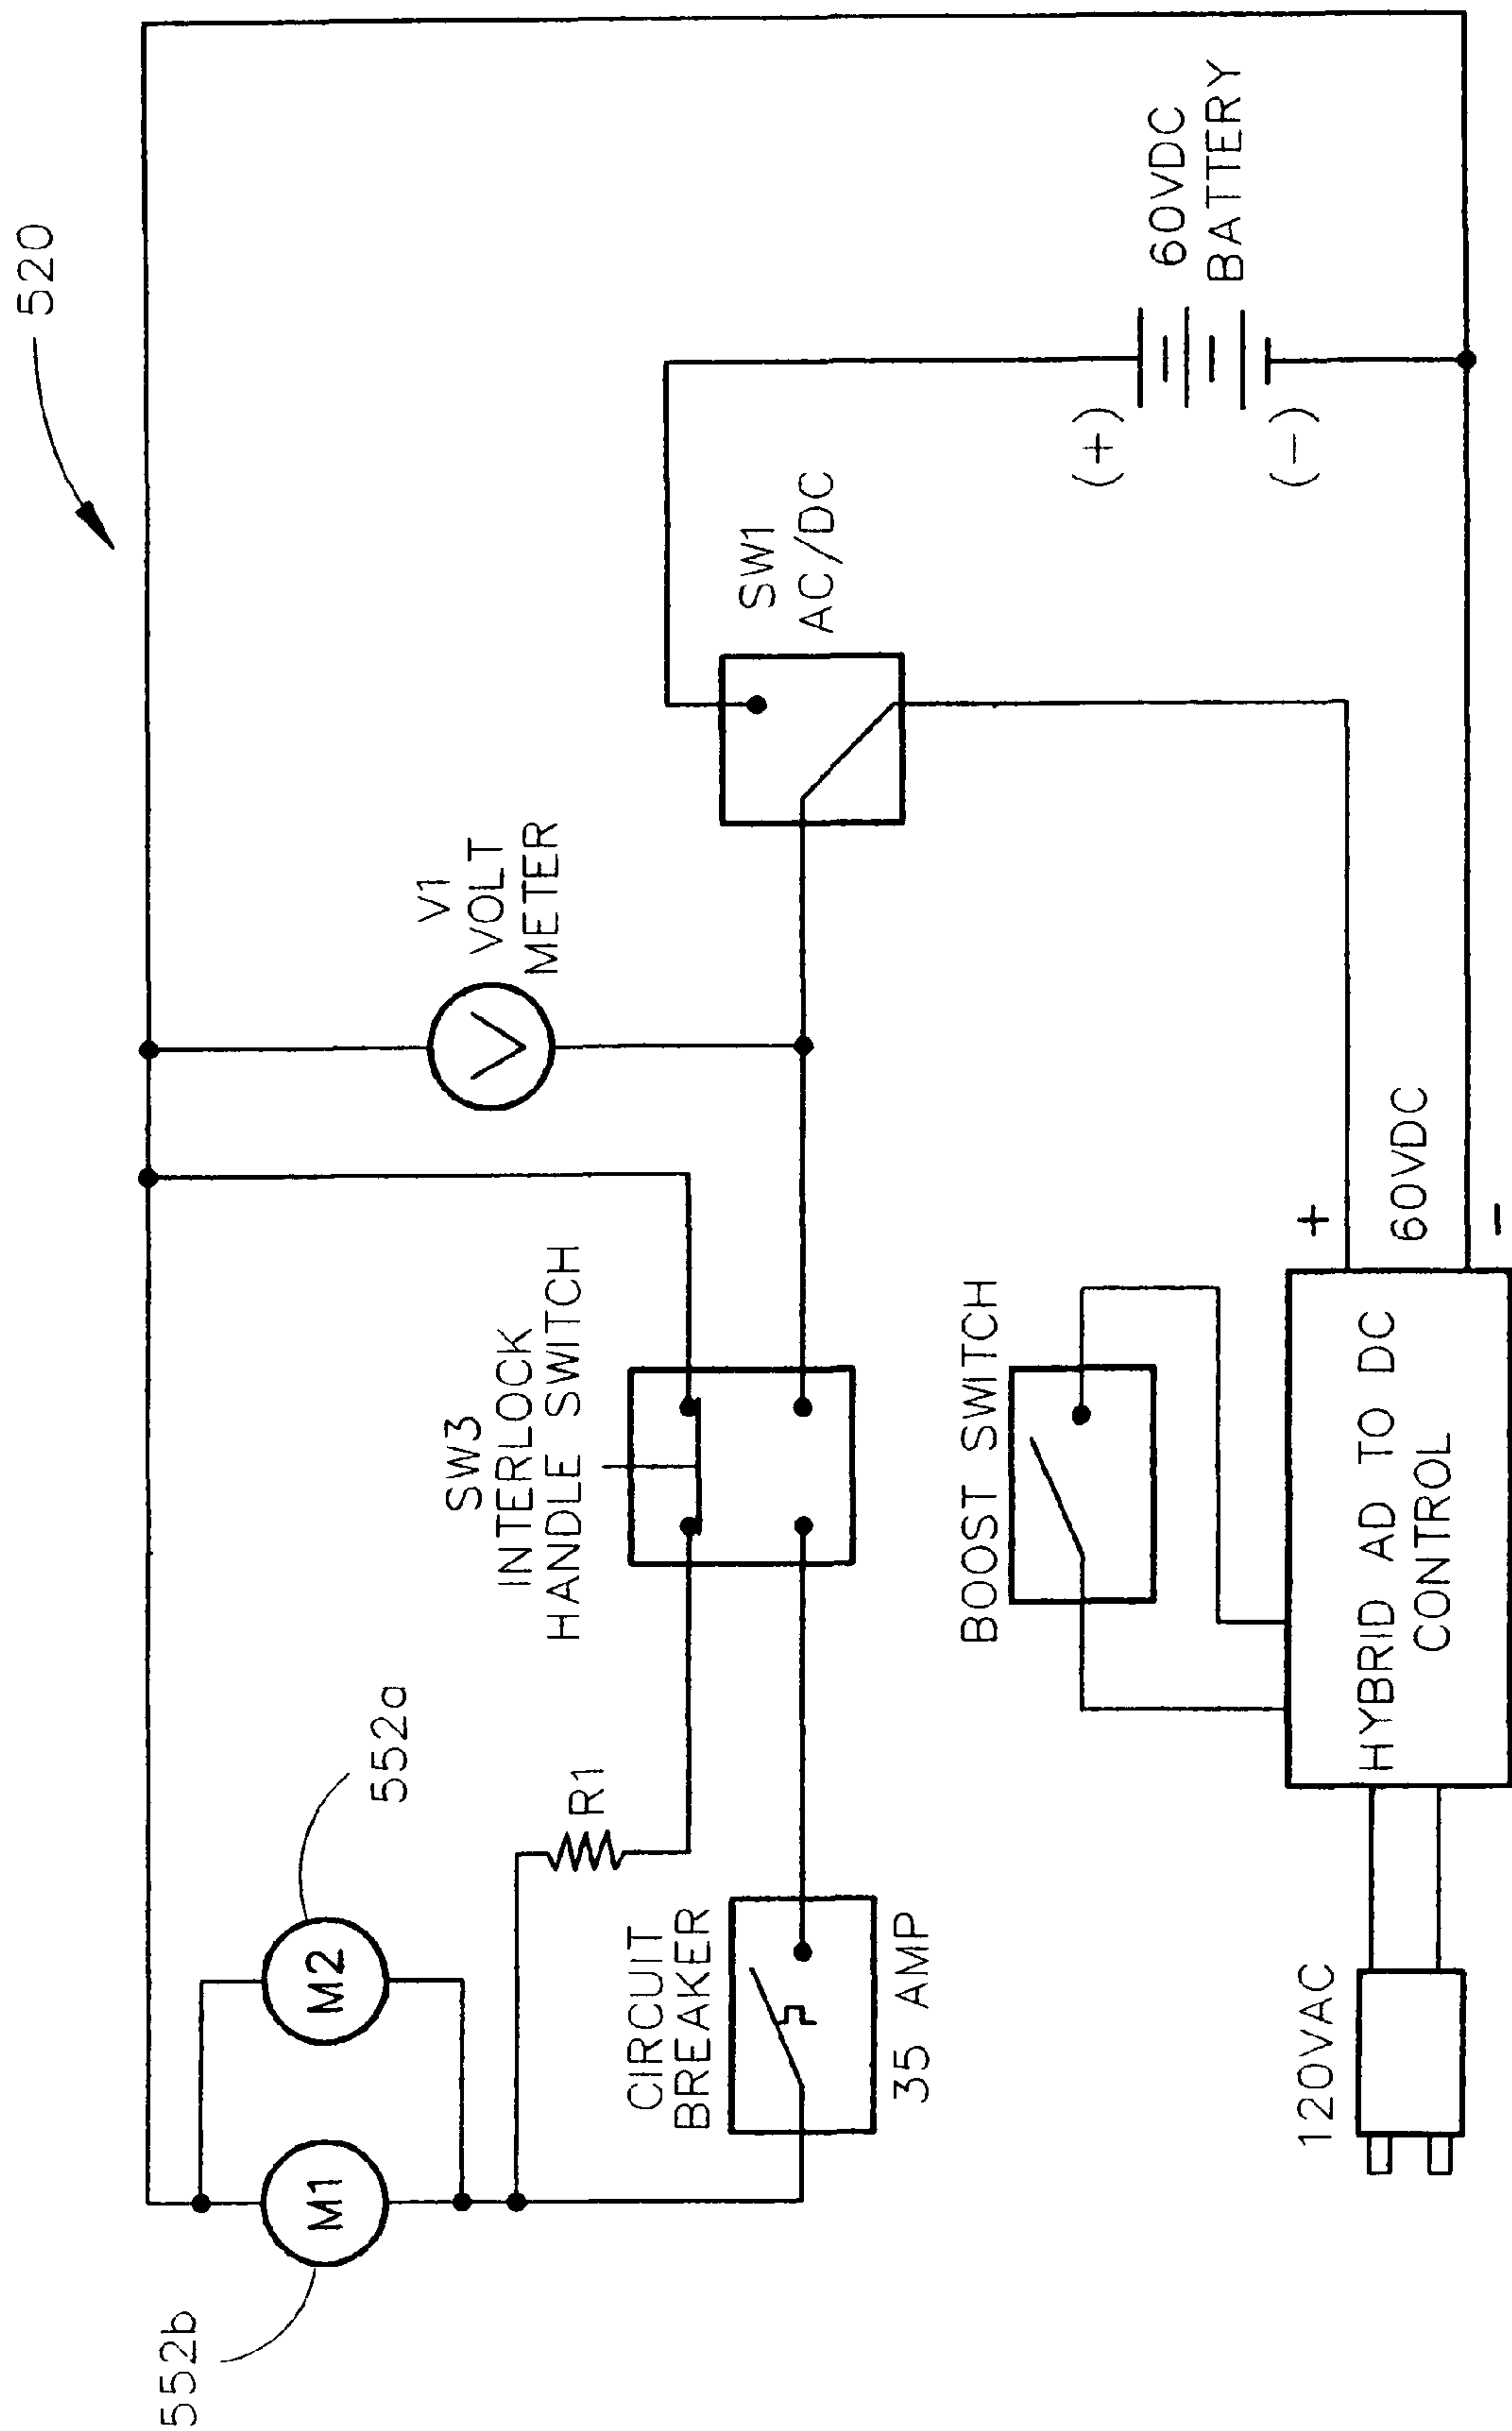 520
552b
M1
M2
552a
R1
CIRCUIT
BREAKER
35 AMP
SW3
INTERLOCK
HANDLE SWITCH
V1
VOLT
METER
V
SW1
AC/DC
60VDC
BATTERY
(+)
(-)
BOOST SWITCH
120VAC
HYBRID AD TO DC
CONTROL
+
60VDC
-